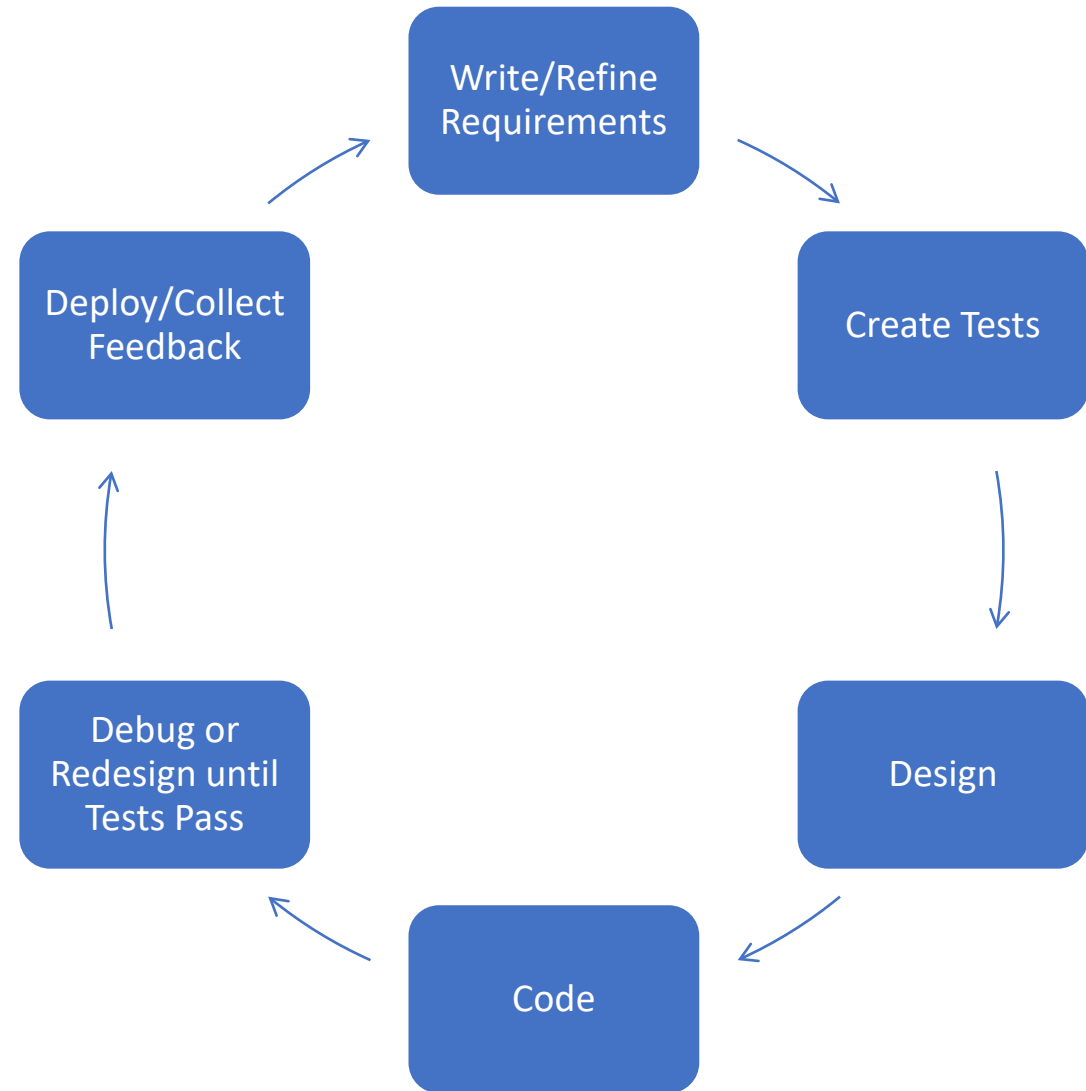 Write/Refine
Requirements
Create Tests
Design
Code
Debug or
Redesign until
Tests Pass
Deploy/Collect
Feedback